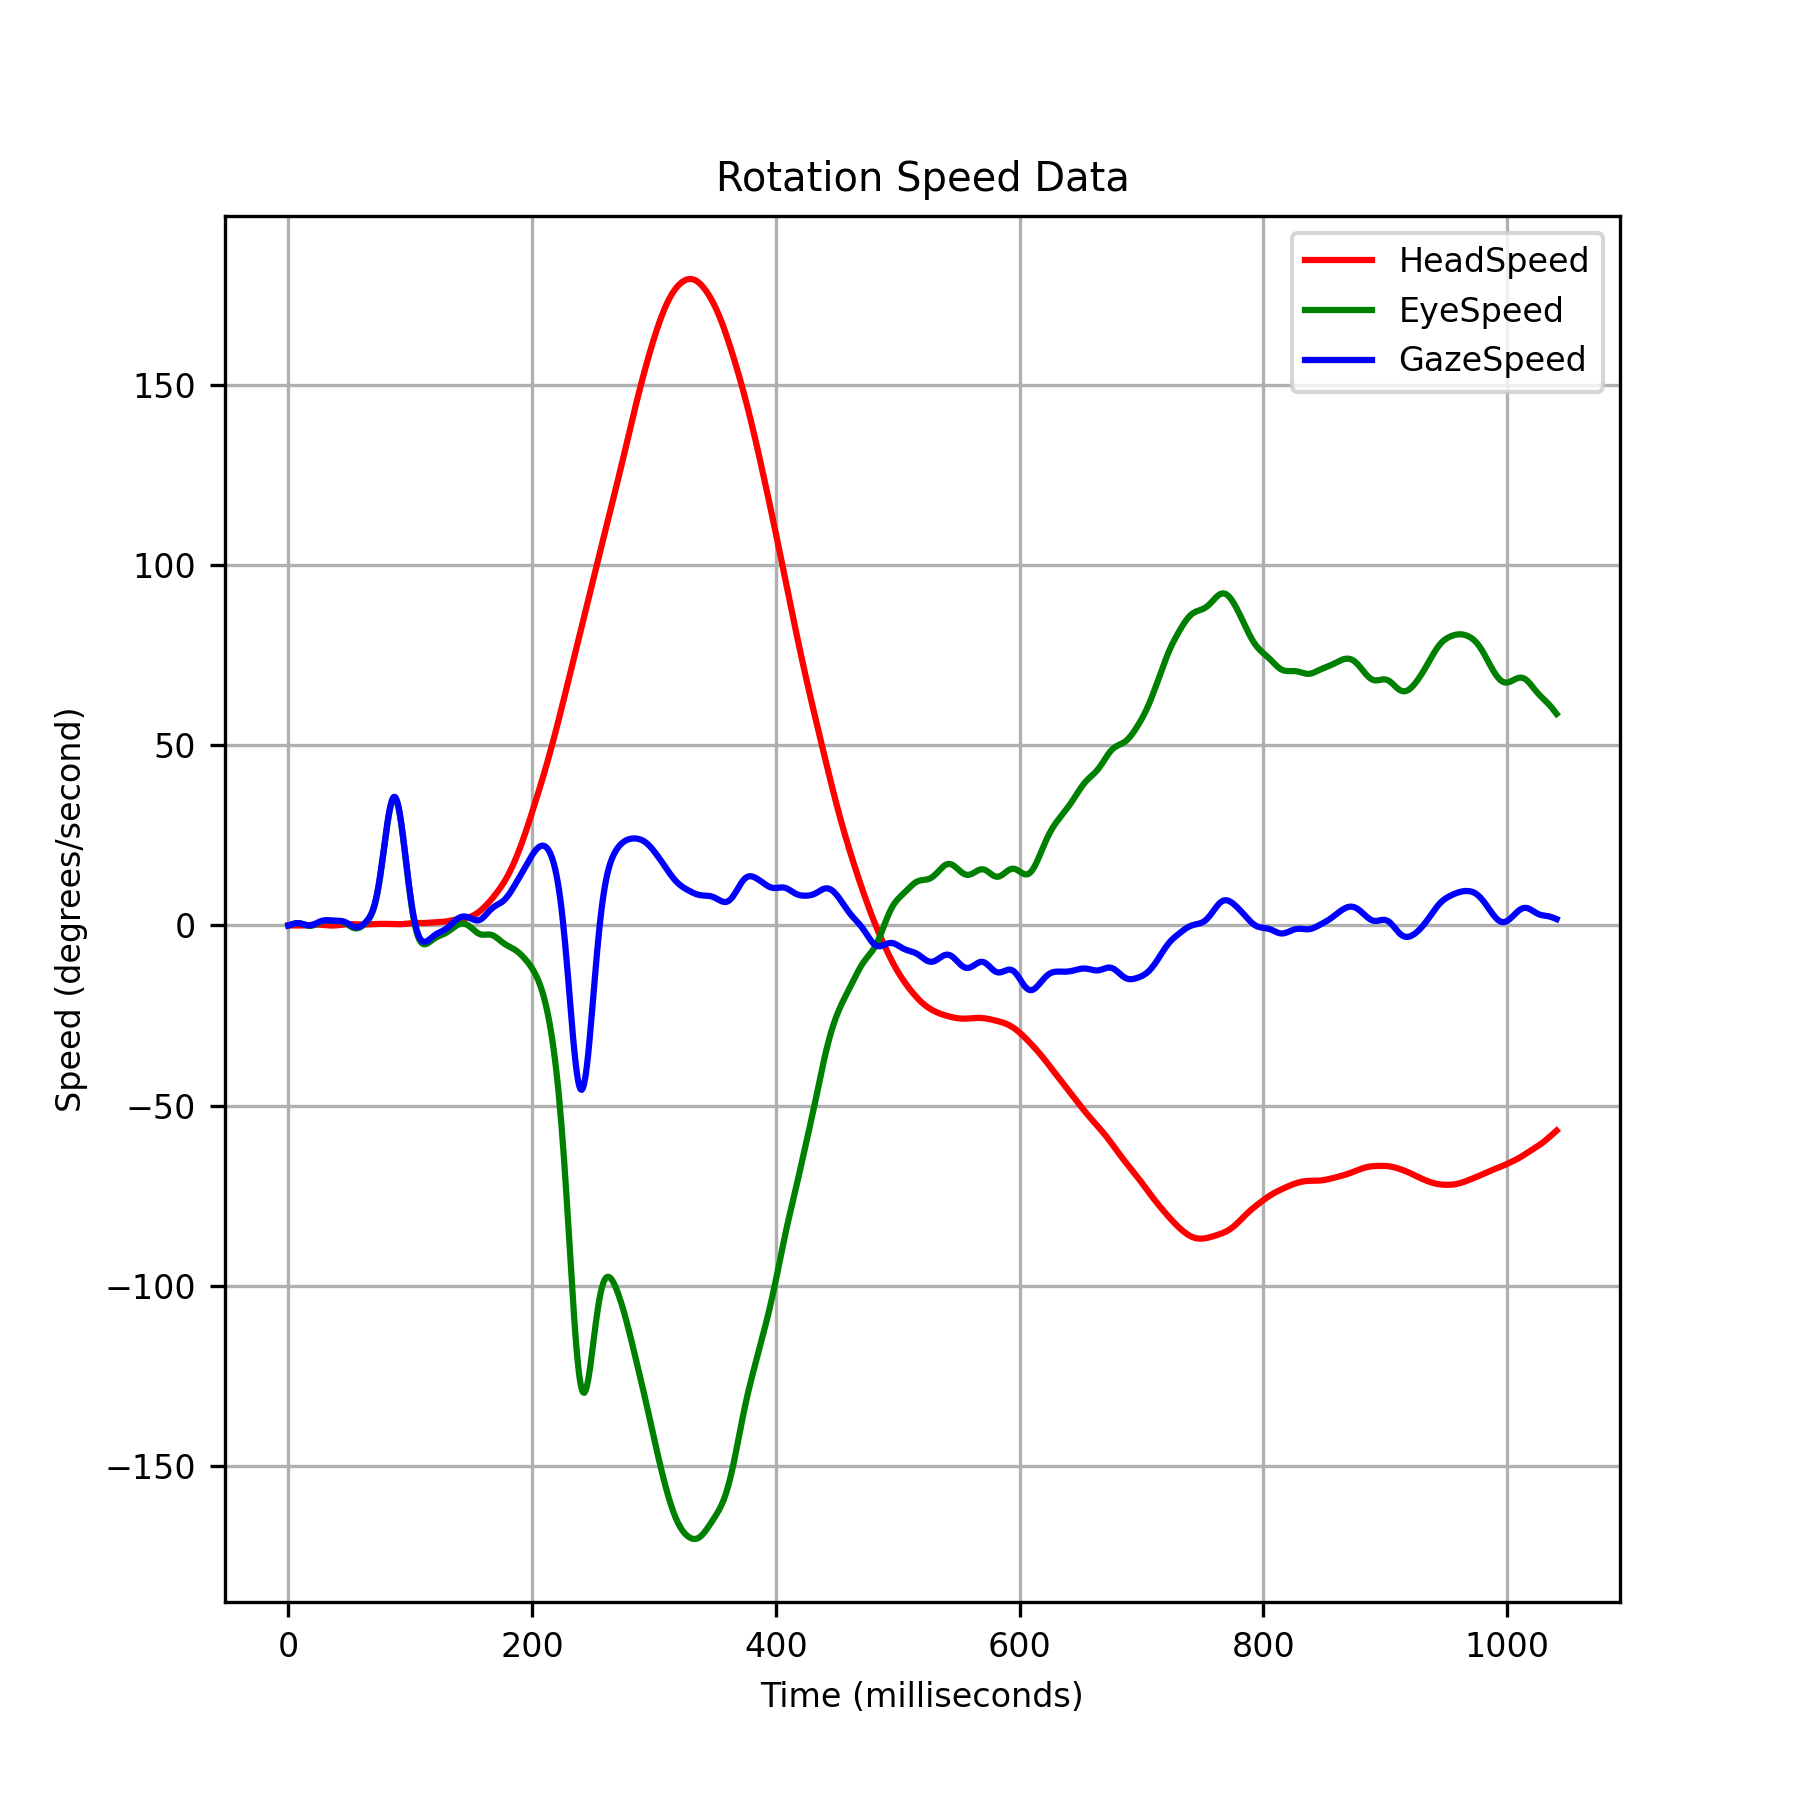 Rotation Speed Data
HeadSpeed
EyeSpeed
GazeSpeed
150
100
50
0
−50
−100
−150
Speed (degrees/second)
0 200 400 600 800 1000
Time (milliseconds)